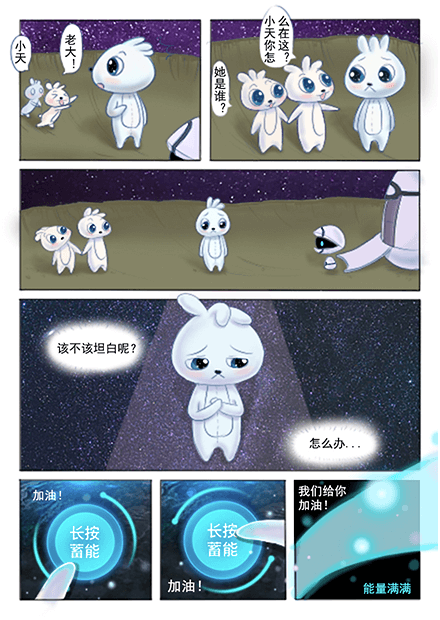 小天
老大！
小天你怎
么在这？
她是谁？
该不该坦白呢？
怎么办...
加油！
长按
蓄能
长按
蓄能
加油！
我们给你
加油！
能量满满